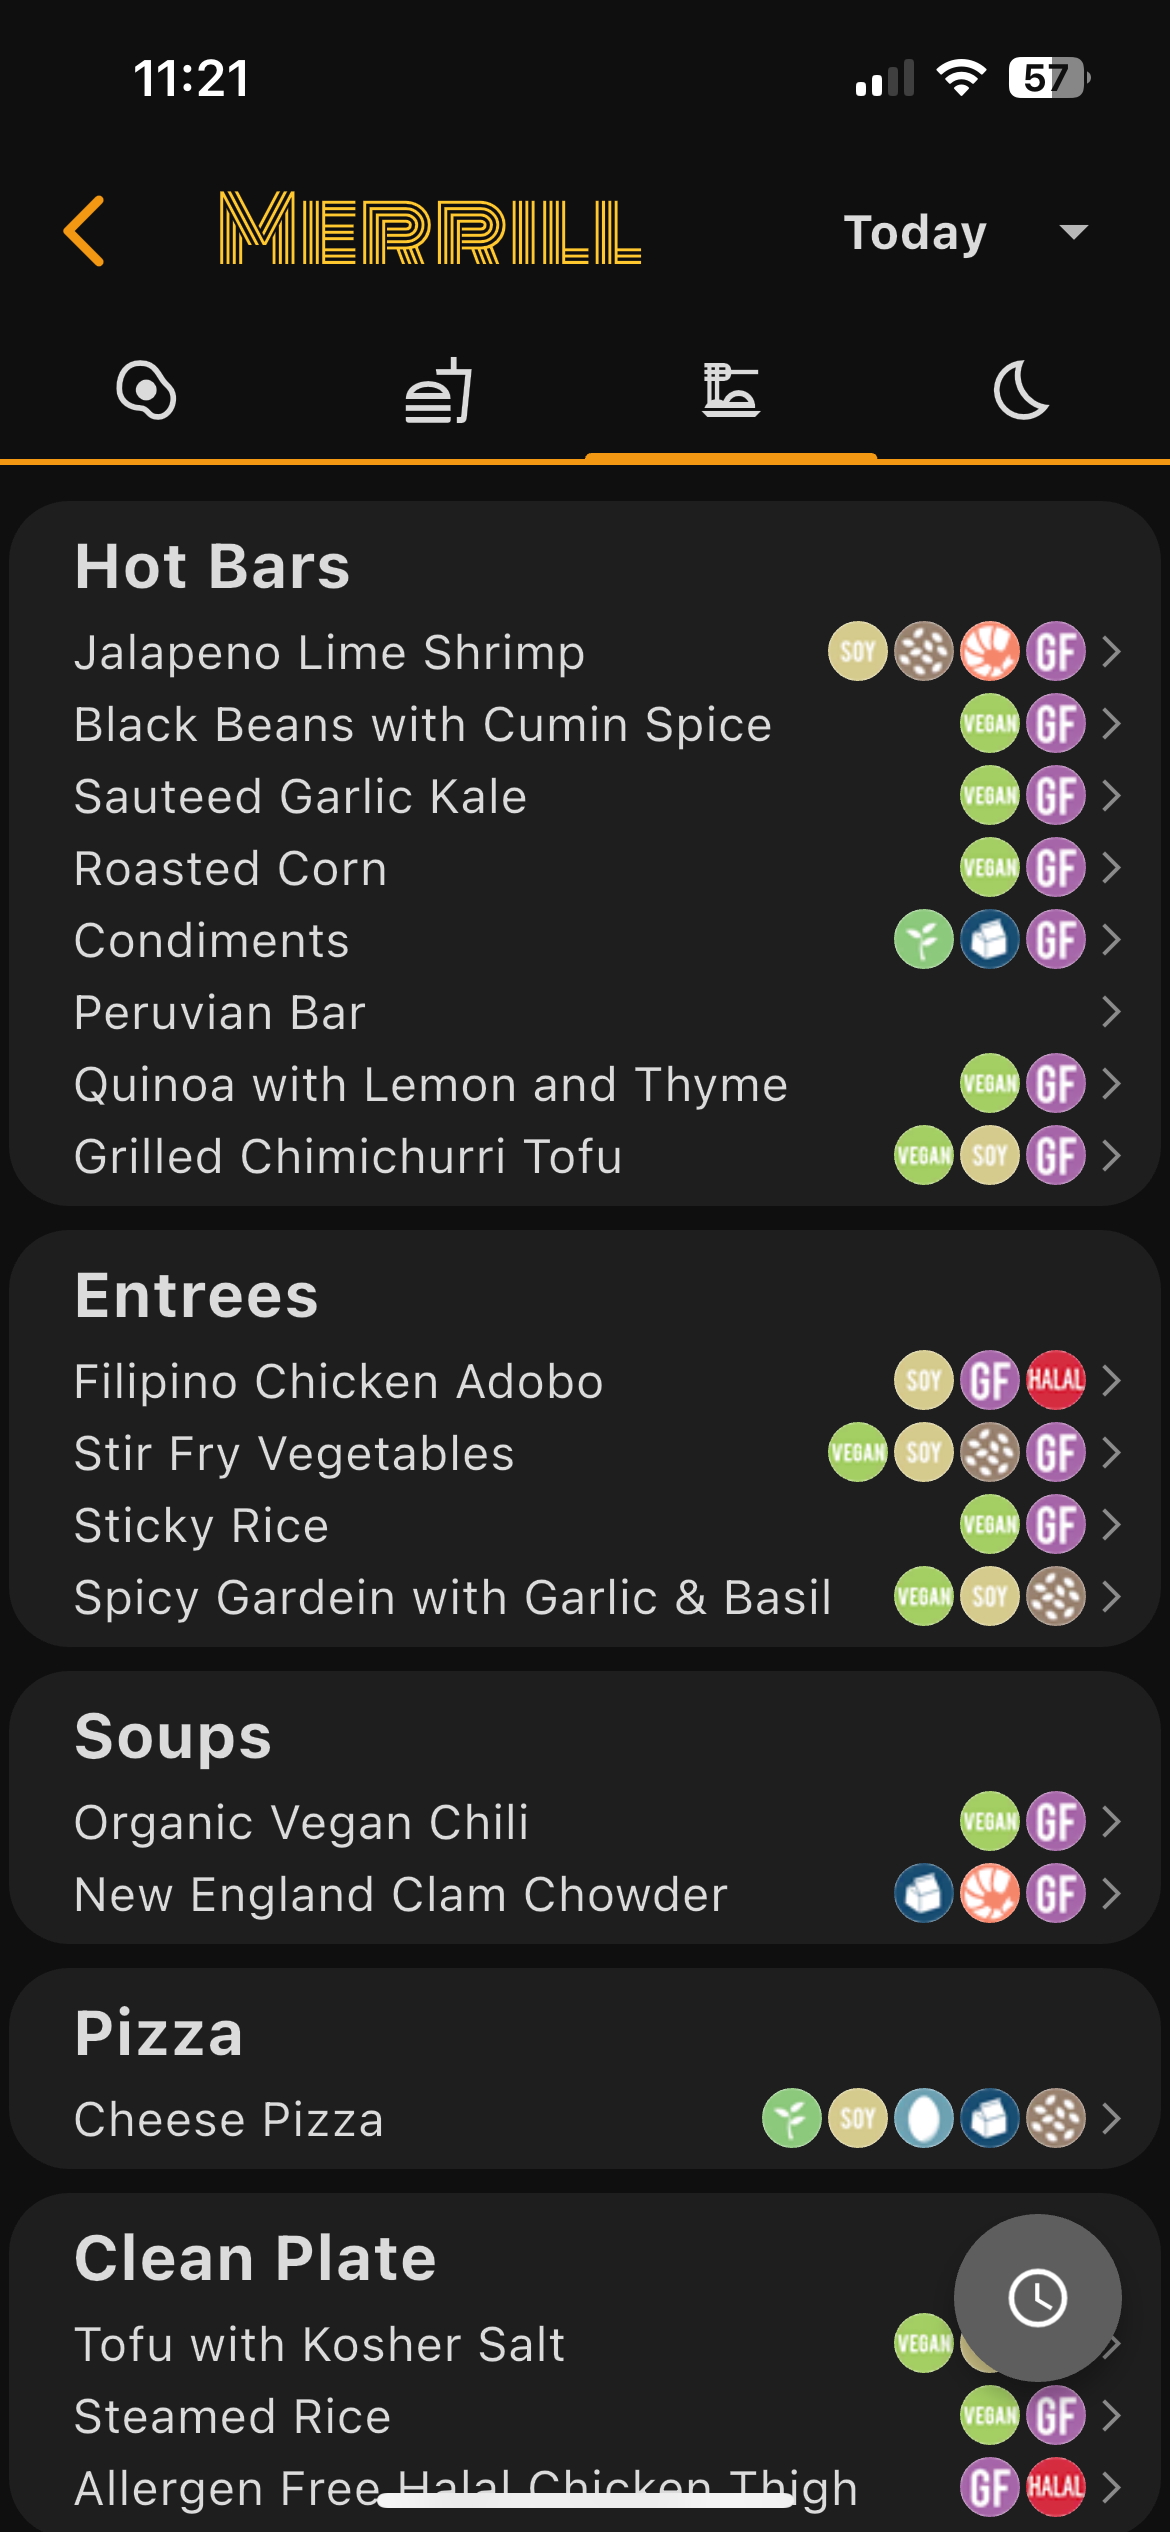 11:21
57
MERRILL
Today
Hot Bars
Jalapeno Lime Shrimp SOY GF
Black Beans with Cumin Spice VEGAN GF
Sauteed Garlic Kale VEGAN GF
Roasted Corn VEGAN GF
Condiments GF
Peruvian Bar
Quinoa with Lemon and Thyme VEGAN GF
Grilled Chimichurri Tofu VEGAN SOY GF
Entrees
Filipino Chicken Adobo SOY GF HALAL
Stir Fry Vegetables VEGAN SOY GF
Sticky Rice VEGAN GF
Spicy Gardein with Garlic & Basil VEGAN SOY
Soups
Organic Vegan Chili VEGAN GF
New England Clam Chowder GF
Pizza
Cheese Pizza SOY
Clean Plate
Tofu with Kosher Salt VEGAN
Steamed Rice VEGAN GF
Allergen Free Halal Chicken Thigh GF HALAL